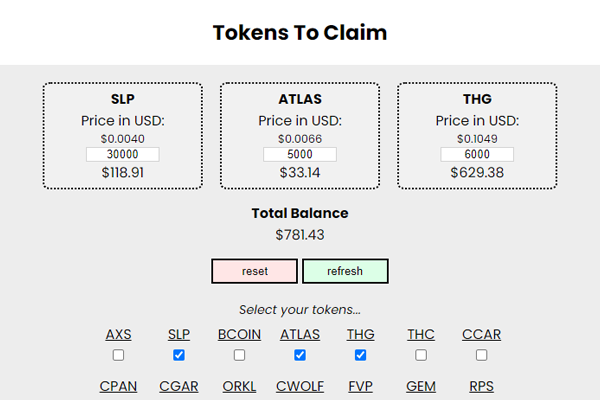 Tokens To Claim
SLP
Price in USD:
$0.0040
30000
$118.91
ATLAS
Price in USD:
$0.0066
5000
$33.14
THG
Price in USD:
$0.1049
6000
$629.38
Total Balance
$781.43
reset
refresh
Select your tokens...
AXS SLP BCOIN ATLAS THG THC CCAR
CPAN CGAR ORKL CWOLF FVP GEM RPS